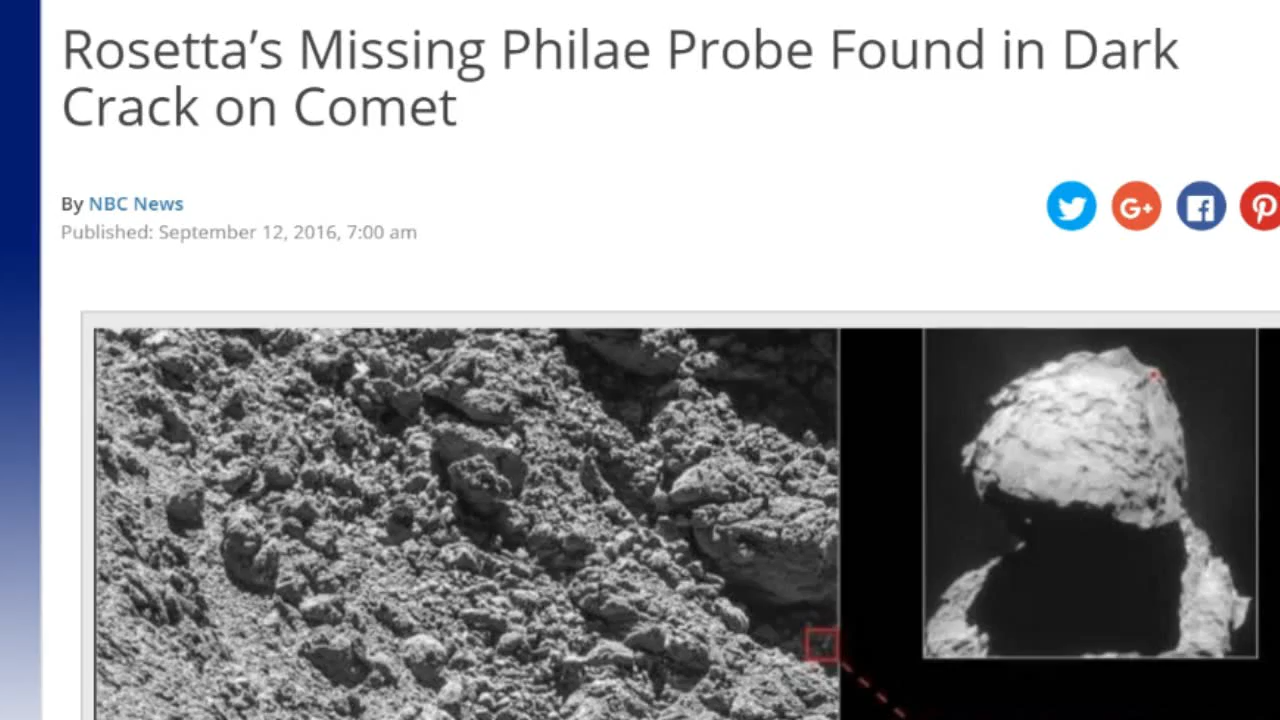 Rosetta’s Missing Philae Probe Found in Dark
Crack on Comet
By NBC News
Published: September 12, 2016, 7:00 am
G+